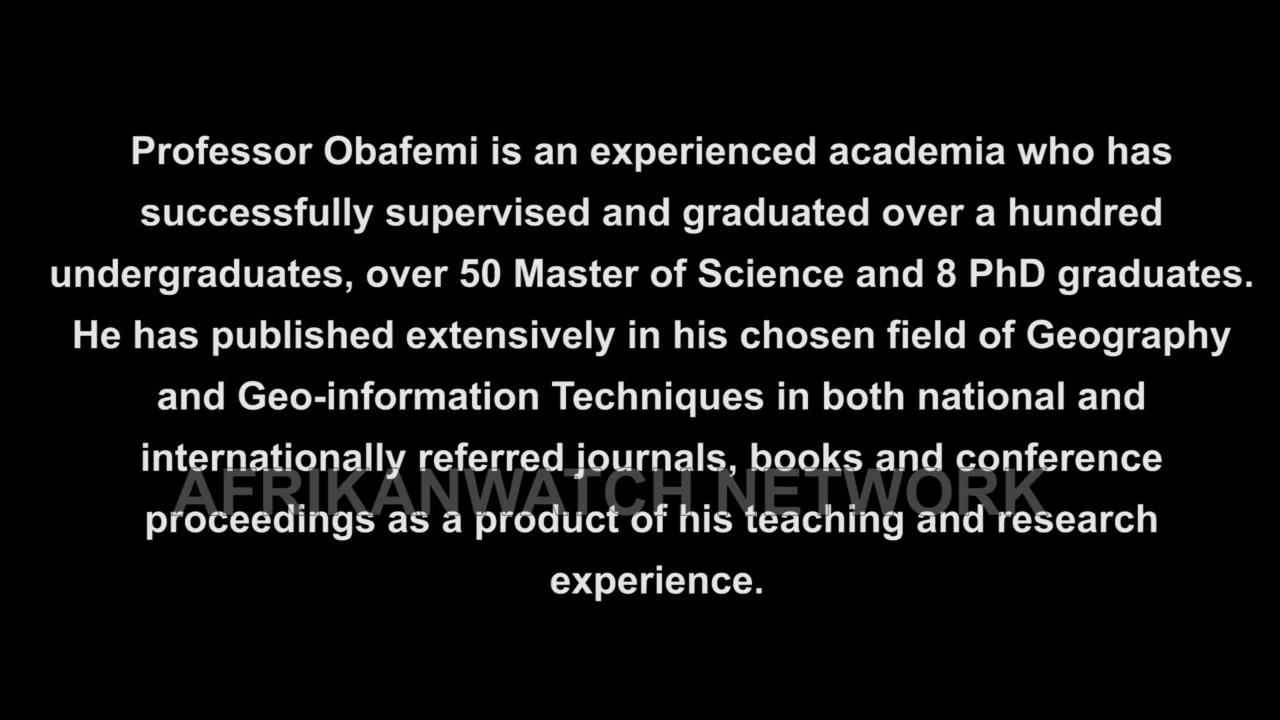 Professor Obafemi is an experienced academia who has
successfully supervised and graduated over a hundred
undergraduates, over 50 Master of Science and 8 PhD graduates.
He has published extensively in his chosen field of Geography
and Geo-information Techniques in both national and
internationally referred journals, books and conference
AFRIKANWATCH NETWORK
proceedings as a product of his teaching and research
experience.